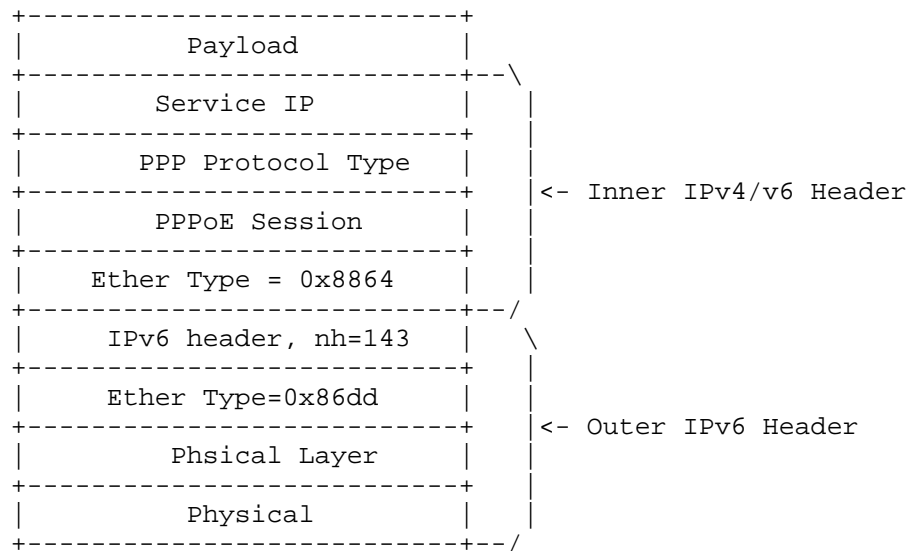 Payload
Service IP
PPP Protocol Type
<- Inner IPv4/v6 Header
PPPoE Session
Ether Type = 0x8864
IPv6 header, nh=143
Ether Type=0x86dd
<- Outer IPv6 Header
Phsical Layer
Physical